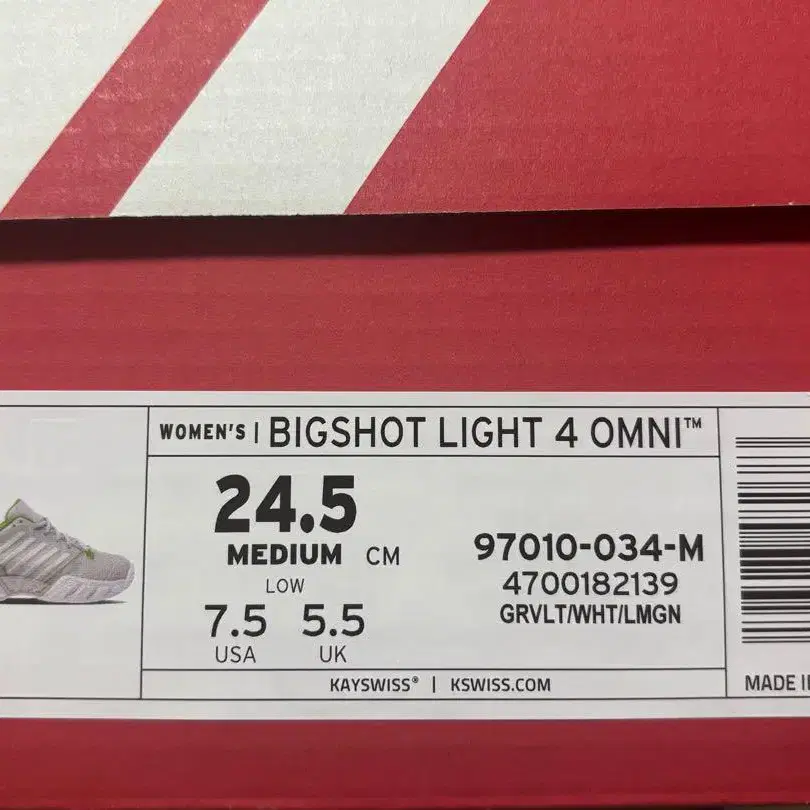 WOMEN'S | BIGSHOT LIGHT 4 OMNI™
24.5
MEDIUM CM
LOW
7.5 5.5
USA UK
97010-034-M
4700182139
GRVLT/WHT/LMGN
KAYSWISS® | KSWISS.COM
MADE